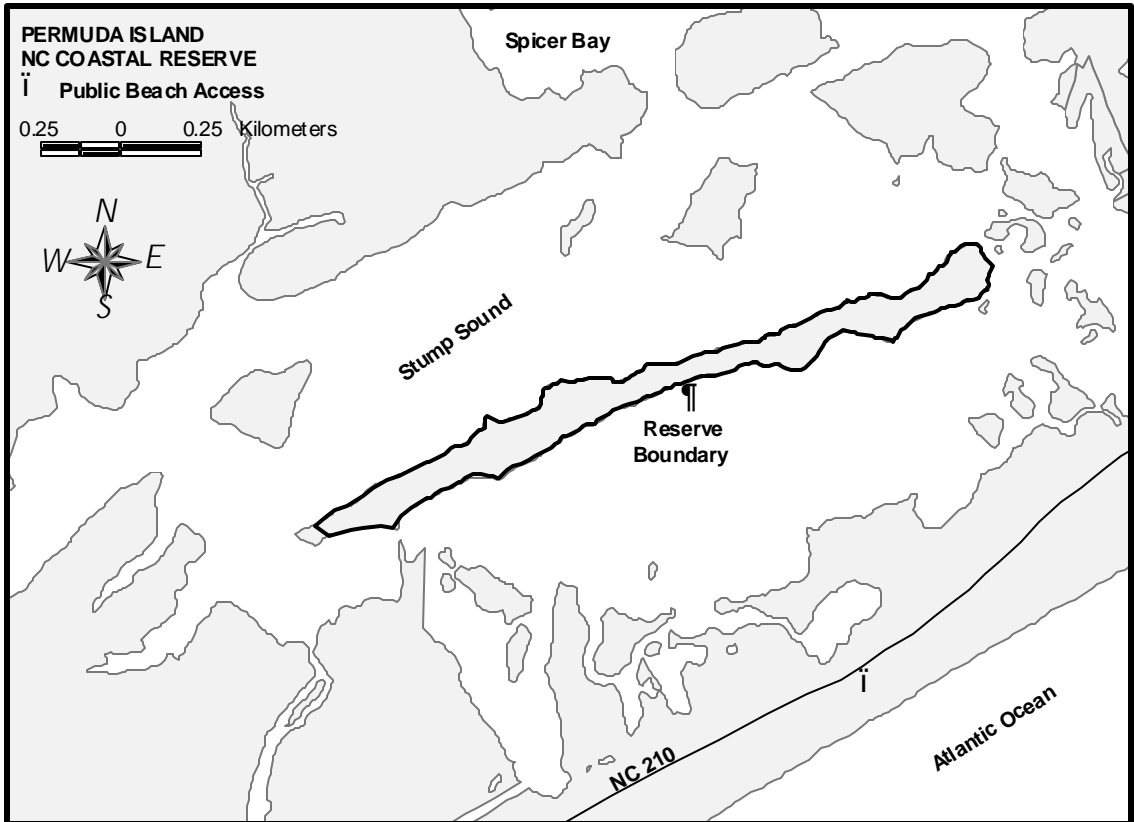 PERMUDA ISLAND
NC COASTAL RESERVE
ï Public Beach Access
0.25 0 0.25 Kilometers
N
W E
S
Spicer Bay
Stump Sound
¶
Reserve
Boundary
ï
NC 210
Atlantic Ocean